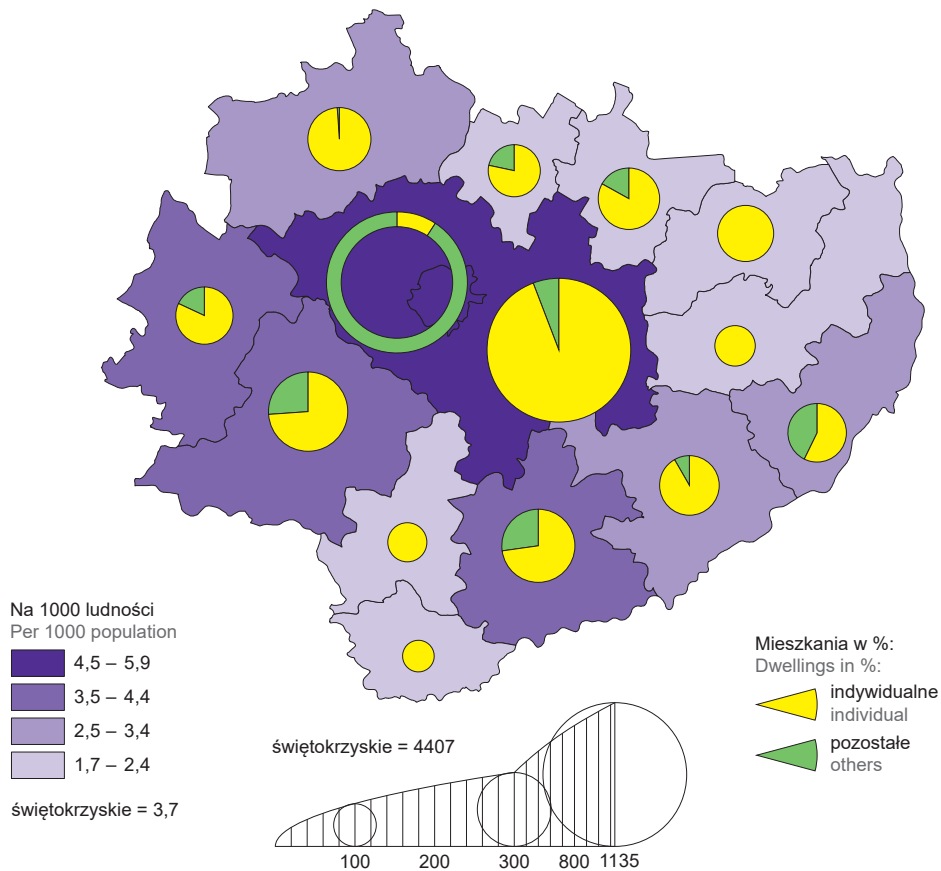 Na 1000 ludności
Per 1000 population
4,5 – 5,9
3,5 – 4,4
2,5 – 3,4
1,7 – 2,4
świętokrzyskie = 3,7
świętokrzyskie = 4407
100 200 300 800 1135
Mieszkania w %:
Dwellings in %:
indywidualne
individual
pozostałe
others